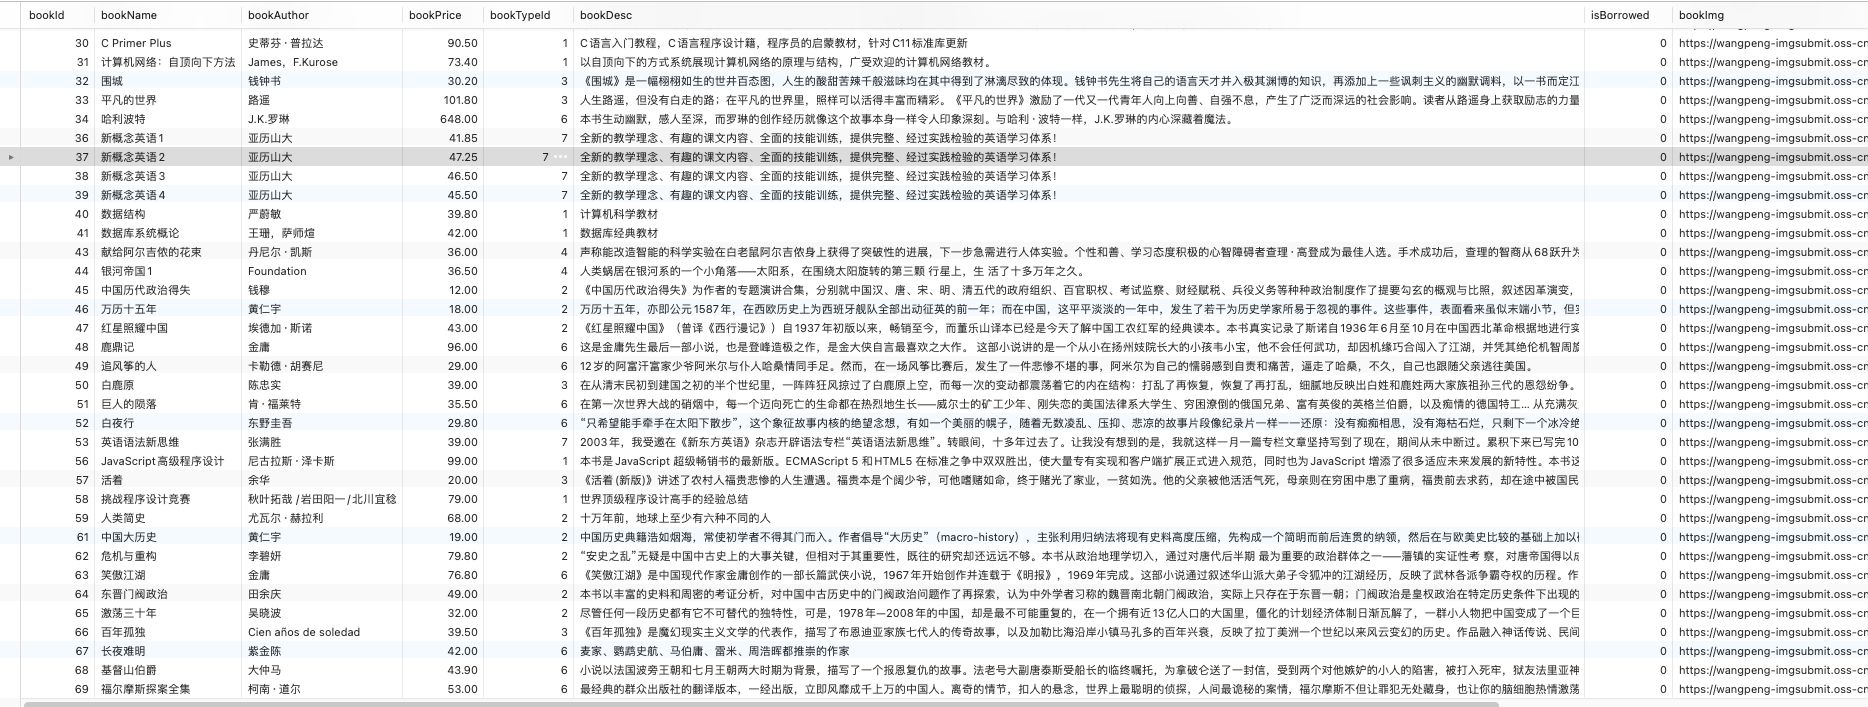 bookId bookName bookAuthor bookPrice bookTypeId bookDesc isBorrowed bookImg
30 C Primer Plus 史蒂芬·普拉达 90.50 1 C语言入门教程，C语言程序设计籍，程序员的启蒙教材，针对C11标准库更新 0 https://wangpeng-imgsubmit.oss-cn
31 计算机网络：自顶向下方法 James，F.Kurose 73.40 1 以自顶向下的方式系统展现计算机网络的原理与结构，广受欢迎的计算机网络教材。 0 https://wangpeng-imgsubmit.oss-cn
32 围城 钱钟书 30.20 3 《围城》是一幅栩栩如生的世井百态图，人生的酸甜苦辣千般滋味均在其中得到了淋漓尽致的体现。钱钟书先生将自己的语言天才并入极其渊博的知识，再添加上一些讽刺主义的幽默调料，以一书而定江 0 https://wangpeng-imgsubmit.oss-cn
33 平凡的世界 路遥 101.80 3 人生路遥，但没有白走的路；在平凡的世界里，照样可以活得丰富而精彩。《平凡的世界》激励了一代又一代青年人向上向善、自强不息，产生了广泛而深远的社会影响。读者从路遥身上获取励志的力量 0 https://wangpeng-imgsubmit.oss-cn
34 哈利波特 J.K.罗琳 648.00 6 本书生动幽默，感人至深，而罗琳的创作经历就像这个故事本身一样令人印象深刻。与哈利·波特一样，J.K.罗琳的内心深藏着魔法。 0 https://wangpeng-imgsubmit.oss-cn
36 新概念英语1 亚历山大 41.85 7 全新的教学理念、有趣的课文内容、全面的技能训练，提供完整、经过实践检验的英语学习体系！ 0 https://wangpeng-imgsubmit.oss-cn
37 新概念英语2 亚历山大 47.25 7 全新的教学理念、有趣的课文内容、全面的技能训练，提供完整、经过实践检验的英语学习体系！ 0 https://wangpeng-imgsubmit.oss-cn
38 新概念英语3 亚历山大 46.50 7 全新的教学理念、有趣的课文内容、全面的技能训练，提供完整、经过实践检验的英语学习体系！ 0 https://wangpeng-imgsubmit.oss-cn
39 新概念英语4 亚历山大 45.50 7 全新的教学理念、有趣的课文内容、全面的技能训练，提供完整、经过实践检验的英语学习体系！ 0 https://wangpeng-imgsubmit.oss-cn
40 数据结构 严蔚敏 39.80 1 计算机科学教材 0 https://wangpeng-imgsubmit.oss-cn
41 数据库系统概论 王珊，萨师煊 42.00 1 数据库经典教材 0 https://wangpeng-imgsubmit.oss-cn
43 献给阿尔吉侬的花束 丹尼尔·凯斯 36.00 4 声称能改造智能的科学实验在白老鼠阿尔吉侬身上获得了突破性的进展，下一步急需进行人体实验。个性和善、学习态度积极的心智障碍者查理·高登成为最佳人选。手术成功后，查理的智商从68跃升为 0 https://wangpeng-imgsubmit.oss-cn
44 银河帝国1 Foundation 36.50 4 人类蜗居在银河系的一个小角落——太阳系，在围绕太阳旋转的第三颗 行星上，生 活了十多万年之久。 0 https://wangpeng-imgsubmit.oss-cn
45 中国历代政治得失 钱穆 12.00 2 《中国历代政治得失》为作者的专题演讲合集，分别就中国汉、唐、宋、明、清五代的政府组织、百官职权、考试监察、财经赋税、兵役义务等种种政治制度作了提要勾玄的概观与比照，叙述因革演变， 0 https://wangpeng-imgsubmit.oss-cn
46 万历十五年 黄仁宇 18.00 2 万历十五年，亦即公元1587年，在西欧历史上为西班牙舰队全部出动征英的前一年；而在中国，这平平淡淡的一年中，发生了若干为历史学家所易于忽视的事件。这些事件，表面看来虽似末端小节，但实 0 https://wangpeng-imgsubmit.oss-cn
47 红星照耀中国 埃德加·斯诺 43.00 2 《红星照耀中国》（曾译《西行漫记》）自1937年初版以来，畅销至今，而董乐山译本已经是今天了解中国工农红军的经典读本。本书真实记录了斯诺自1936年6月至10月在中国西北革命根据地进行实 0 https://wangpeng-imgsubmit.oss-cn
48 鹿鼎记 金庸 96.00 6 这是金庸先生最后一部小说，也是登峰造极之作，是金大侠自言最喜欢之大作。 这部小说讲的是一个从小在扬州妓院长大的小孩韦小宝，他不会任何武功，却因机缘巧合闯入了江湖，并凭其绝伦机智周旋 0 https://wangpeng-imgsubmit.oss-cn
49 追风筝的人 卡勒德·胡赛尼 29.00 6 12岁的阿富汗富家少爷阿米尔与仆人哈桑情同手足。然而，在一场风筝比赛后，发生了一件悲惨不堪的事，阿米尔为自己的懦弱感到自责和痛苦，逼走了哈桑，不久，自己也跟随父亲逃往美国。 0 https://wangpeng-imgsubmit.oss-cn
50 白鹿原 陈忠实 39.00 3 在从清末民初到建国之初的半个世纪里，一阵阵狂风掠过了白鹿原上空，而每一次的变动都震荡着它的内在结构：打乱了再恢复，恢复了再打乱，细腻地反映出白姓和鹿姓两大家族祖孙三代的恩怨纷争。 0 https://wangpeng-imgsubmit.oss-cn
51 巨人的陨落 肯·福莱特 35.50 6 在第一次世界大战的硝烟中，每一个迈向死亡的生命都在热烈地生长——威尔士的矿工少年、刚失恋的美国法律系大学生、穷困潦倒的俄国兄弟、富有英俊的英格兰伯爵，以及痴情的德国特工... 从充满灰 0 https://wangpeng-imgsubmit.oss-cn
52 白夜行 东野圭吾 29.80 6 “只希望能手牵手在太阳下散步”，这个象征故事内核的绝望念想，有如一个美丽的幌子，随着无数凌乱、压抑、悲凉的故事片段像纪录片一样一一还原：没有痴痴相思，没有海枯石烂，只剩下一个冰冷绝 0 https://wangpeng-imgsubmit.oss-cn
53 英语语法新思维 张满胜 39.00 7 2003年，我受邀在《新东方英语》杂志开辟语法专栏“英语语法新思维”。转眼间，十多年过去了。让我没有想到的是，我就这样一月一篇专栏文章坚持写到了现在，期间从未中断过。累积下来已写完10 0 https://wangpeng-imgsubmit.oss-cn
56 JavaScript高级程序设计 尼古拉斯·泽卡斯 99.00 1 本书是JavaScript 超级畅销书的最新版。ECMAScript 5 和HTML5 在标准之争中双双胜出，使大量专有实现和客户端扩展正式进入规范，同时也为JavaScript 增添了很多适应未来发展的新特性。本书这 0 https://wangpeng-imgsubmit.oss-cn
57 活着 余华 20.00 3 《活着(新版)》讲述了农村人福贵悲惨的人生遭遇。福贵本是个阔少爷，可他嗜赌如命，终于赌光了家业，一贫如洗。他的父亲被他活活气死，母亲则在穷困中患了重病，福贵前去求药，却在途中被国民 0 https://wangpeng-imgsubmit.oss-cn
58 挑战程序设计竞赛 秋叶拓哉 /岩田阳一/北川宜稔 79.00 1 世界顶级程序设计高手的经验总结 0 https://wangpeng-imgsubmit.oss-cn
59 人类简史 尤瓦尔·赫拉利 68.00 2 十万年前，地球上至少有六种不同的人 0 https://wangpeng-imgsubmit.oss-cn
61 中国大历史 黄仁宇 19.00 2 中国历史典籍浩如烟海，常使初学者不得其门而入。作者倡导“大历史”（macro-history），主张利用归纳法将现有史料高度压缩，先构成一个简明而前后连贯的纳领，然后在与欧美史比较的基础上加以 0 https://wangpeng-imgsubmit.oss-cn
62 危机与重构 李碧妍 79.80 2 “安史之乱”无疑是中国中古史上的大事关键，但相对于其重要性，既往的研究却还远远不够。本书从政治地理学切入，通过对唐代后半期 最为重要的政治群体之一——藩镇的实证性考 察，对唐帝国得以 0 https://wangpeng-imgsubmit.oss-cn
63 笑傲江湖 金庸 76.80 6 《笑傲江湖》是中国现代作家金庸创作的一部长篇武侠小说，1967年开始创作并连载于《明报》，1969年完成。这部小说通过叙述华山派大弟子令狐冲的江湖经历，反映了武林各派争霸夺权的历程。作 0 https://wangpeng-imgsubmit.oss-cn
64 东晋门阀政治 田余庆 49.00 2 本书以丰富的史料和周密的考证分析，对中国中古历史中的门阀政治问题作了再探索，认为中外学者习称的魏晋南北朝门阀政治，实际上只存在于东晋一朝；门阀政治是皇权政治在特定历史条件下出现的 0 https://wangpeng-imgsubmit.oss-cn
65 激荡三十年 吴晓波 32.00 2 尽管任何一段历史都有它不可替代的独特性，可是，1978年—2008年的中国，却是最不可能重复的，在一个拥有近13亿人口的大国里，僵化的计划经济体制日渐瓦解了，一群小人物把中国变成了一个巨 0 https://wangpeng-imgsubmit.oss-cn
66 百年孤独 Cien años de soledad 39.50 3 《百年孤独》是魔幻现实主义文学的代表作，描写了布恩迪亚家族七代人的传奇故事，以及加勒比海沿岸小镇马孔多的百年兴衰，反映了拉丁美洲一个世纪以来风云变幻的历史。作品融入神话传说、民间 0 https://wangpeng-imgsubmit.oss-cn
67 长夜难明 紫金陈 42.00 6 麦家、鹦鹉史航、马伯庸、雷米、周浩晖都推崇的作家 0 https://wangpeng-imgsubmit.oss-cn
68 基督山伯爵 大仲马 43.90 6 小说以法国波旁王朝和七月王朝两大时期为背景，描写了一个报恩复仇的故事。法老号大副唐泰斯受船长的临终嘱托，为拿破仑送了一封信，受到两个对他嫉妒的小人的陷害，被打入死牢，狱友法里亚神 0 https://wangpeng-imgsubmit.oss-cn
69 福尔摩斯探案全集 柯南·道尔 53.00 6 最经典的群众出版社的翻译版本，一经出版，立即风靡成千上万的中国人。离奇的情节，扣人的悬念，世界上最聪明的侦探，人间最诡秘的案情，福尔摩斯不但让罪犯无处藏身，也让你的脑细胞热情激荡 0 https://wangpeng-imgsubmit.oss-cn